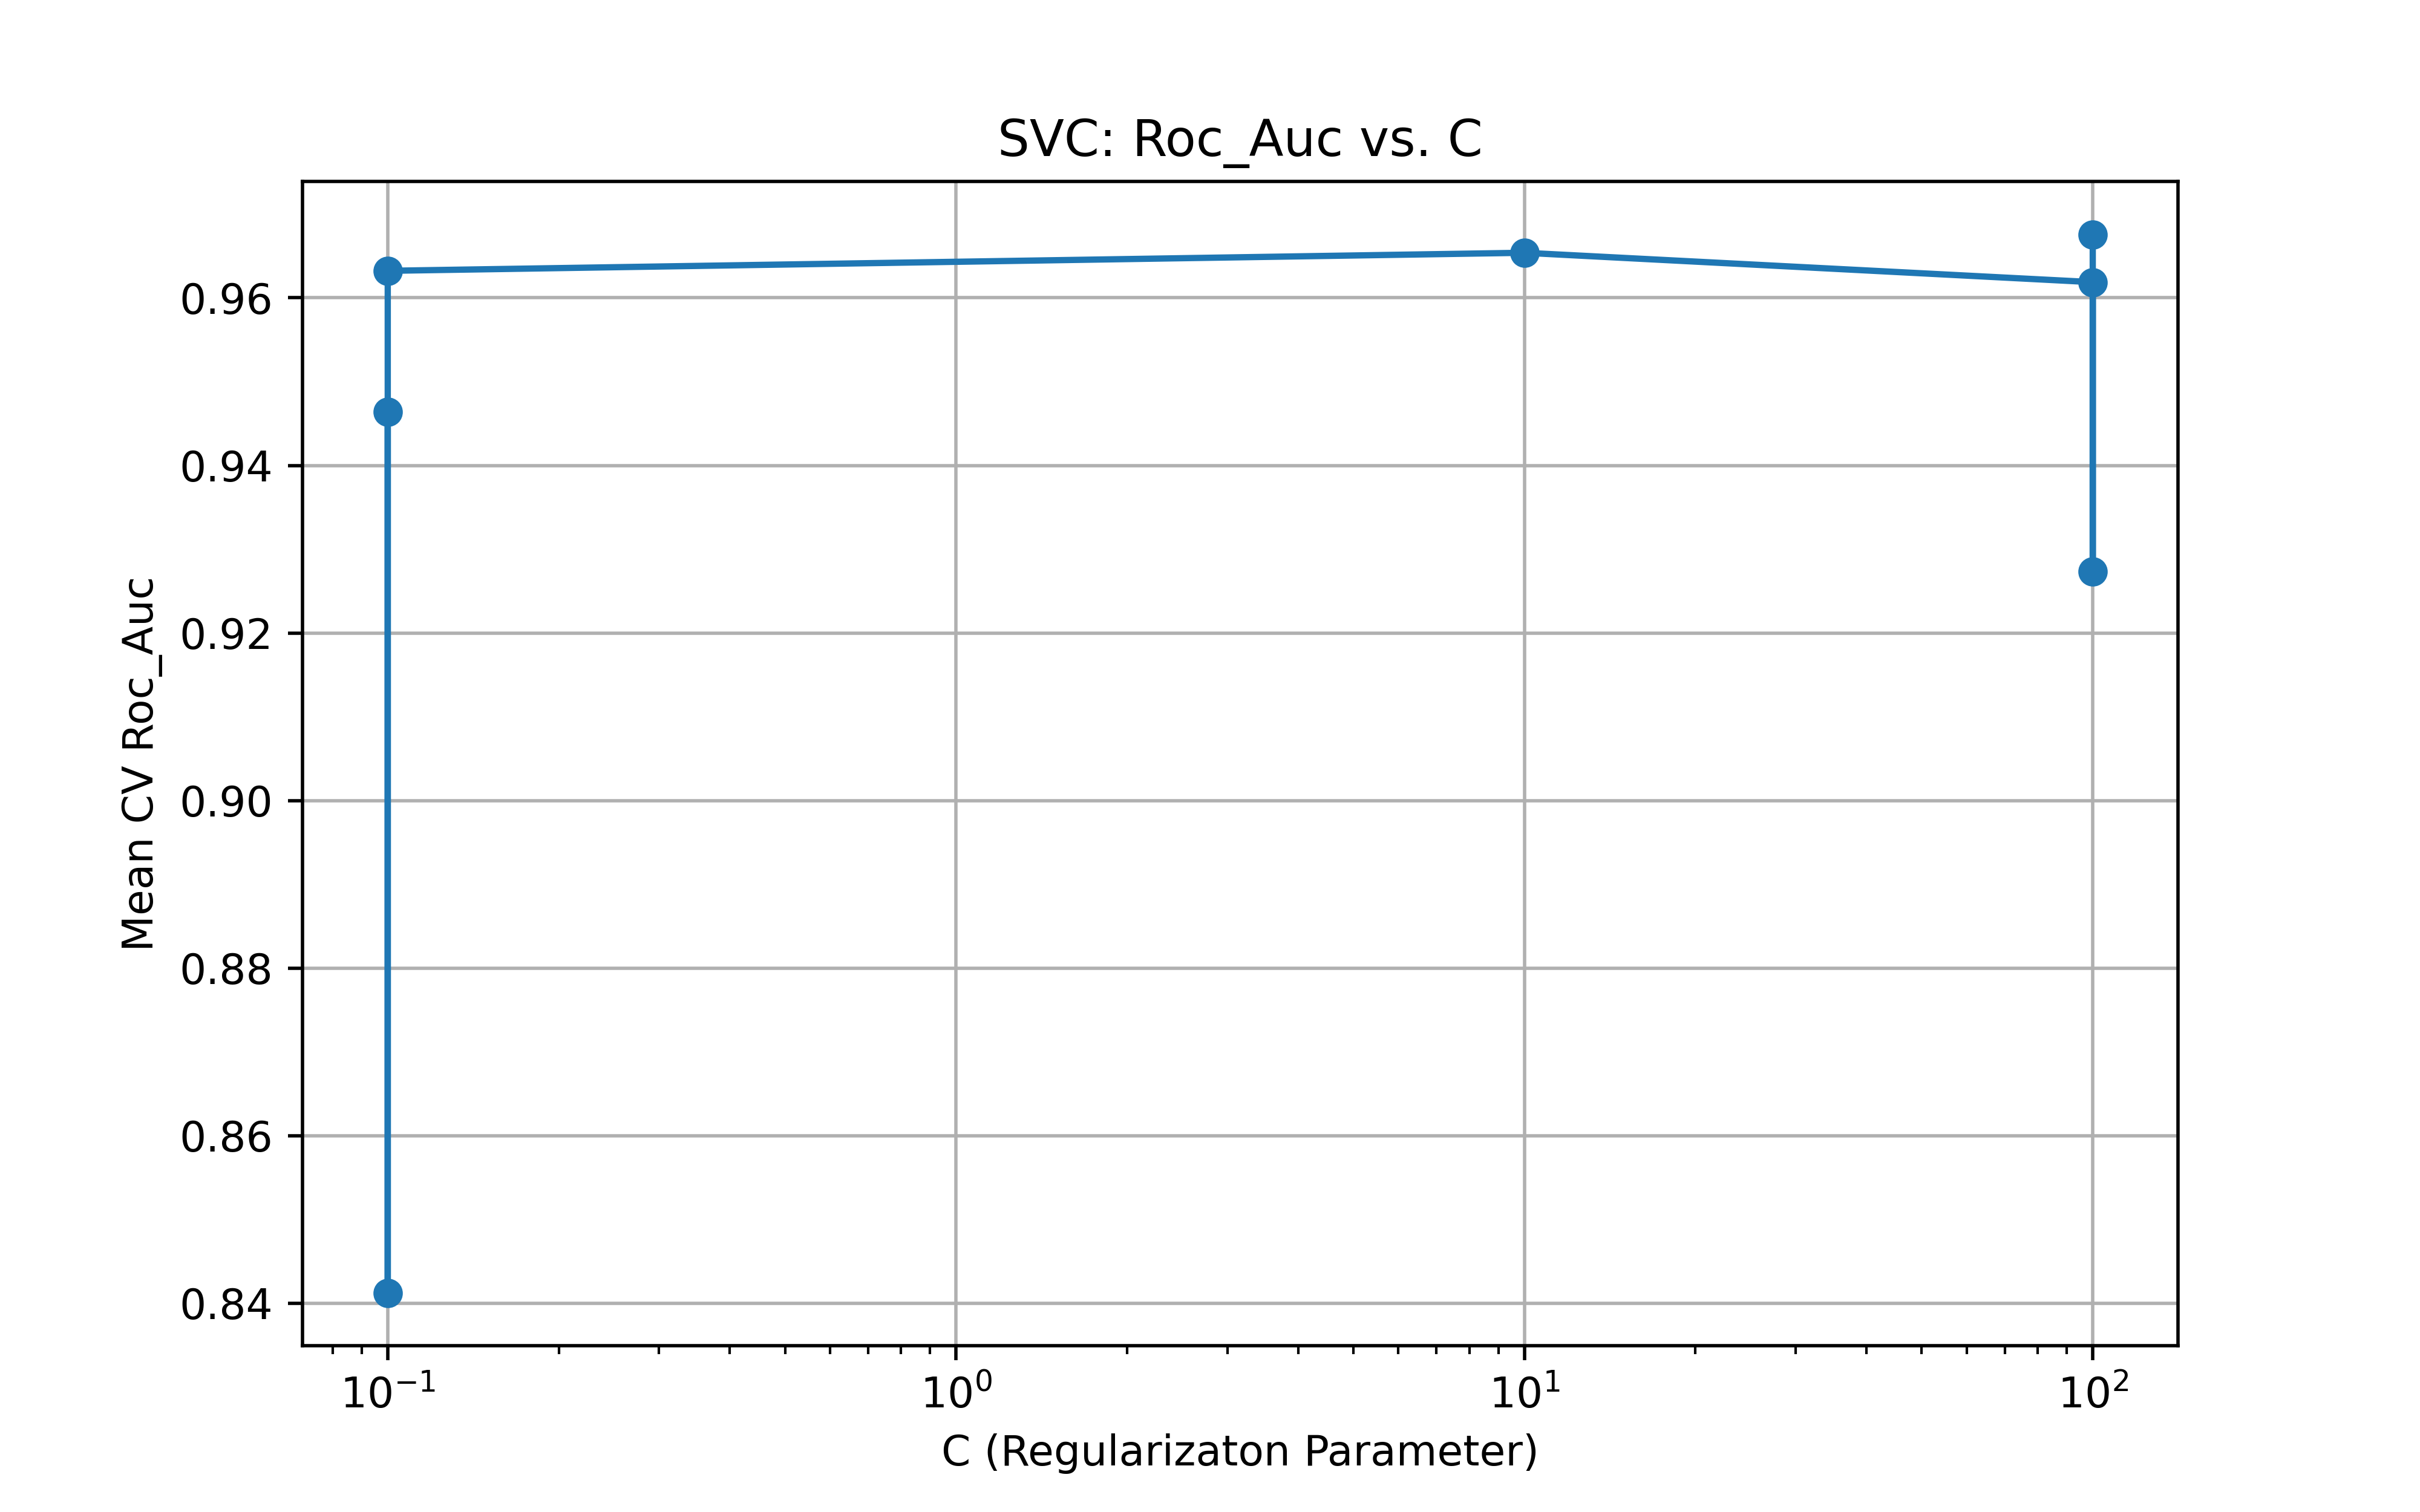 SVC: Roc_Auc vs. C
Mean CV Roc_Auc
0.96
0.94
0.92
0.90
0.88
0.86
0.84
10⁻¹ 10⁰ 10¹ 10²
C (Regularizaton Parameter)